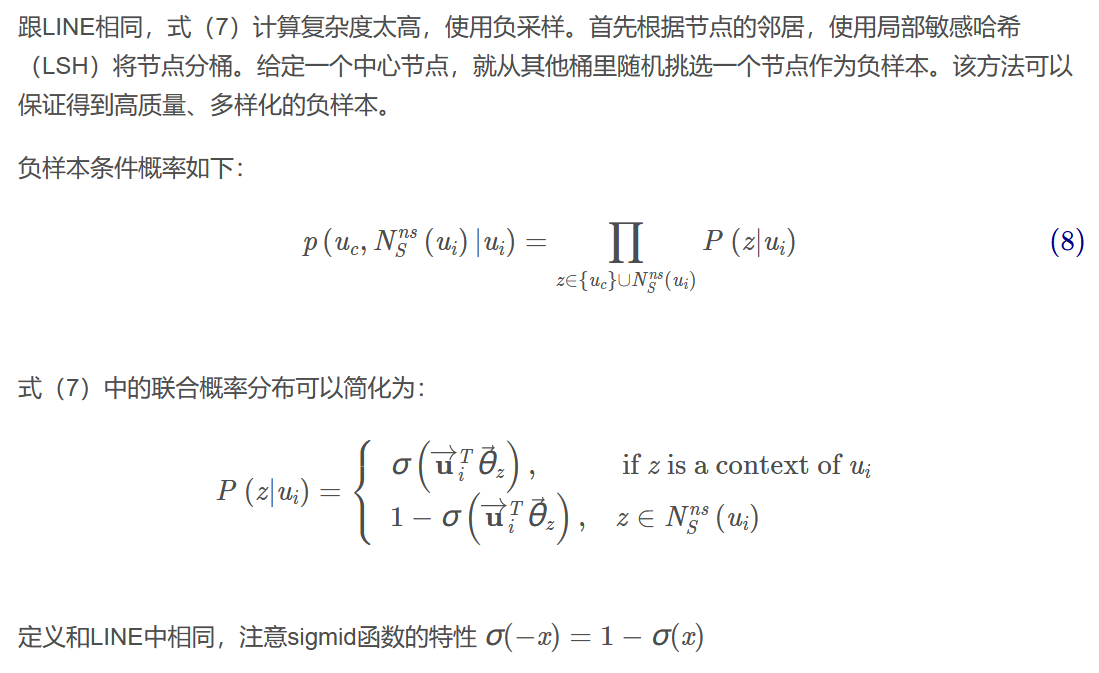 跟LINE相同，式（7）计算复杂度太高，使用负采样。首先根据节点的邻居，使用局部敏感哈希
（LSH）将节点分桶。给定一个中心节点，就从其他桶里随机挑选一个节点作为负样本。该方法可以
保证得到高质量、多样化的负样本。
负样本条件概率如下：
$p\left(u_c, N_S^{ns}\left(u_i\right) | u_i\right) = \prod_{z \in \{u_c\} \cup N_S^{ns}(u_i)} P\left(z | u_i\right)$ (8)
式（7）中的联合概率分布可以简化为：
$P\left(z | u_i\right) = \begin{cases} \sigma\left(\overrightarrow{\mathbf{u}}_i^T \vec{\theta}_z\right), & \text{if } z \text{ is a context of } u_i \\ 1 - \sigma\left(\overrightarrow{\mathbf{u}}_i^T \vec{\theta}_z\right), & z \in N_S^{ns}\left(u_i\right) \end{cases}$
定义和LINE中相同，注意sigmid函数的特性 $\sigma(-x) = 1 - \sigma(x)$